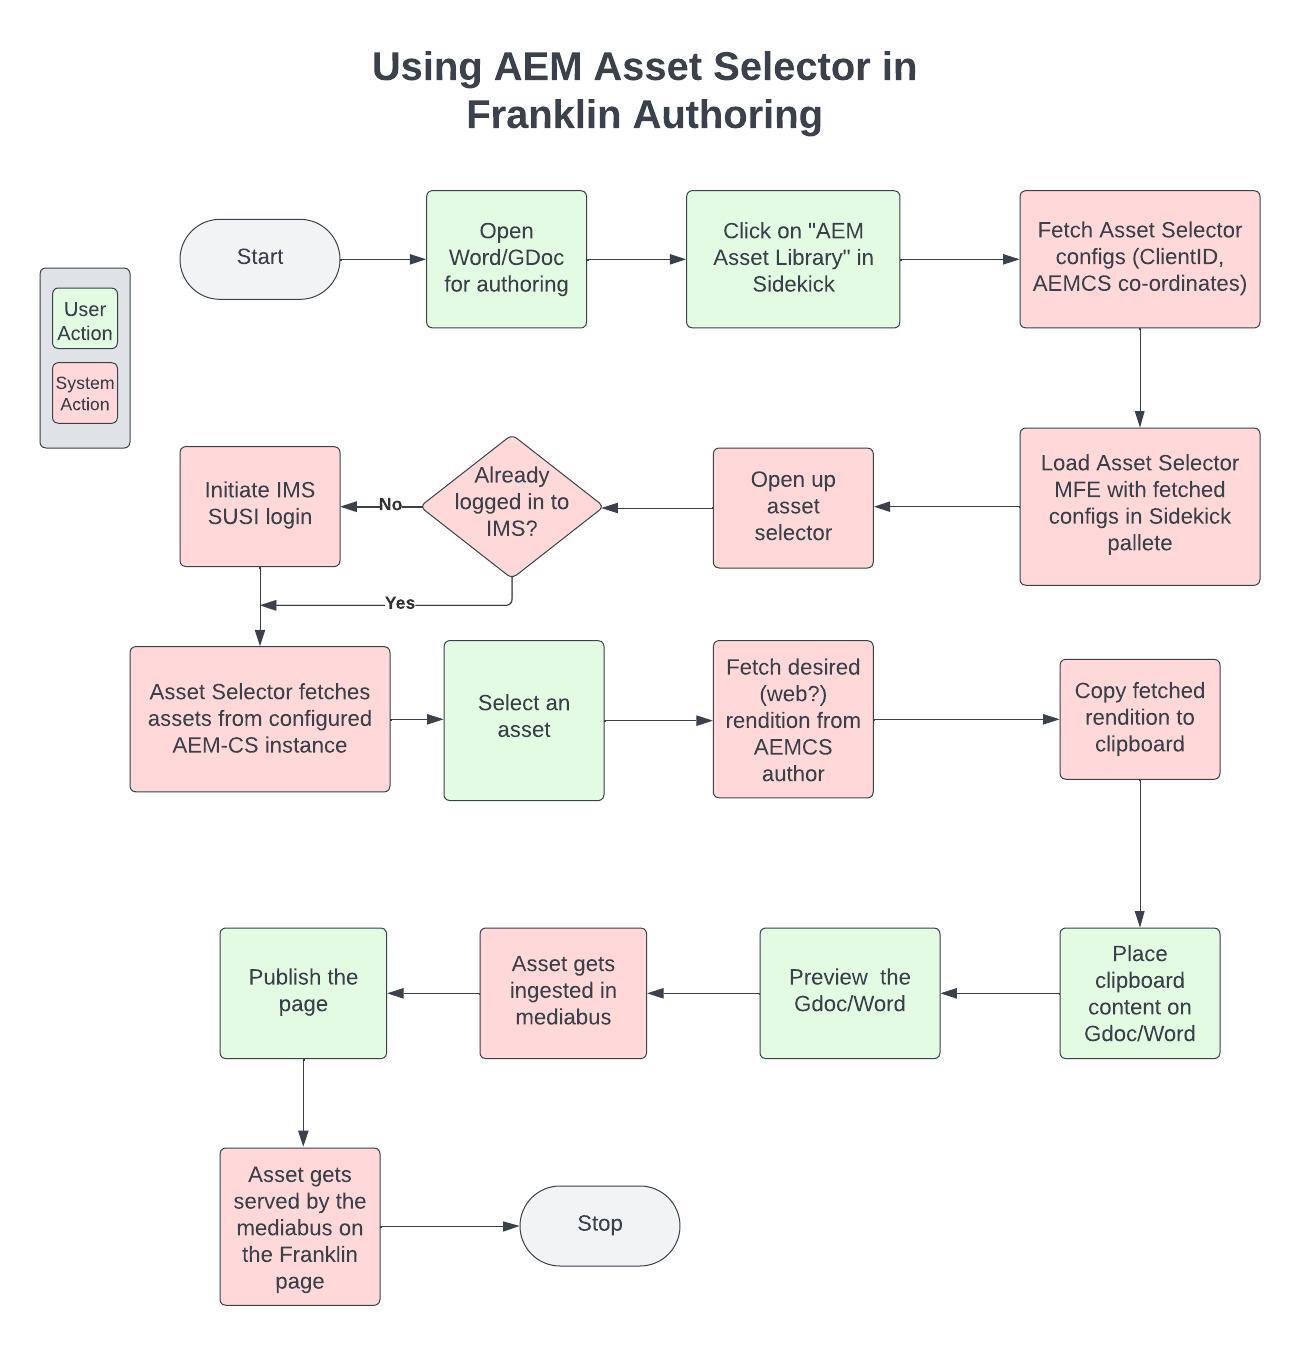 Using AEM Asset Selector in
Franklin Authoring
Start
Open
Word/GDoc
for authoring
Click on "AEM
Asset Library" in
Sidekick
Fetch Asset Selector
configs (ClientID,
AEMCS co-ordinates)
User
Action
System
Action
Load Asset Selector
MFE with fetched
configs in Sidekick
pallete
Open up
asset
selector
Already
logged in to
IMS?
No
Initiate IMS
SUSI login
Yes
Asset Selector fetches
assets from configured
AEM-CS instance
Select an
asset
Fetch desired
(web?)
rendition from
AEMCS
author
Copy fetched
rendition to
clipboard
Place
clipboard
content on
Gdoc/Word
Preview  the
Gdoc/Word
Asset gets
ingested in
mediabus
Publish the
page
Asset gets
served by the
mediabus on
the Franklin
page
Stop